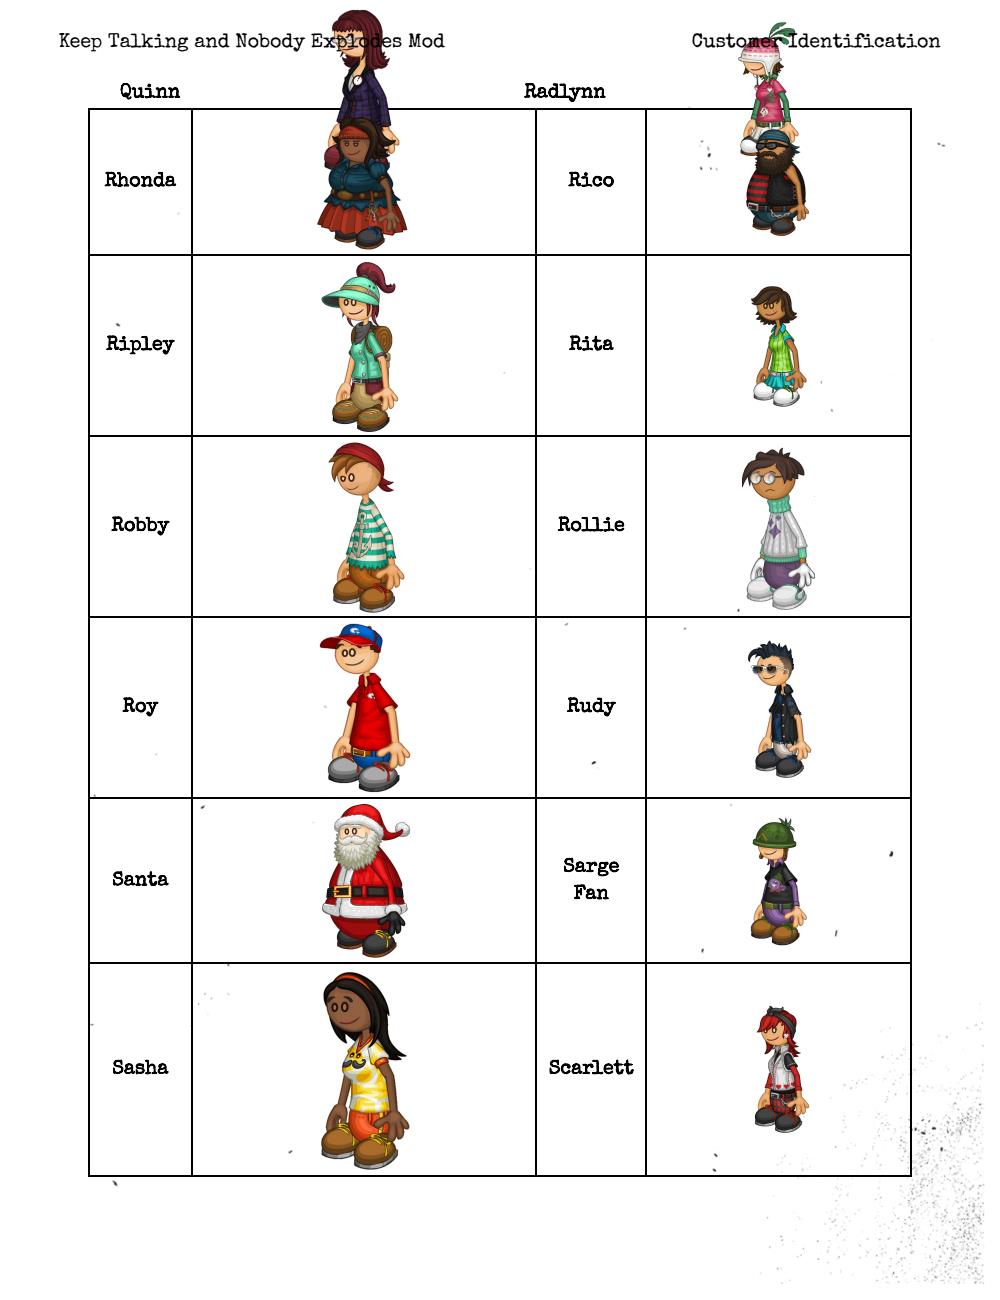 Keep Talking and Nobody Explodes Mod
Customer Identification
Quinn
Radlynn
Rhonda
Rico
Ripley
Rita
Robby
Rollie
Roy
Rudy
Santa
Sarge
Fan
Sasha
Scarlett